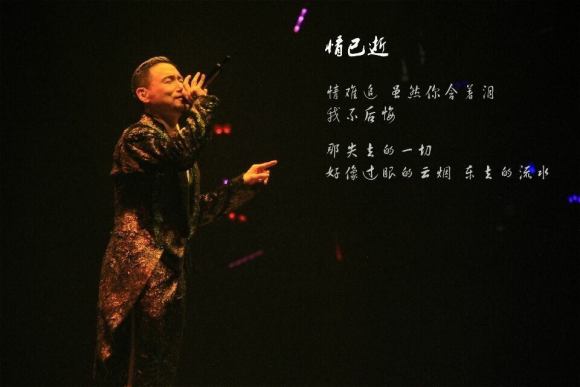 情已逝
情难追 虽然你含着泪
我不后悔
那失去的一切
好像过眼的云烟 东去的流水